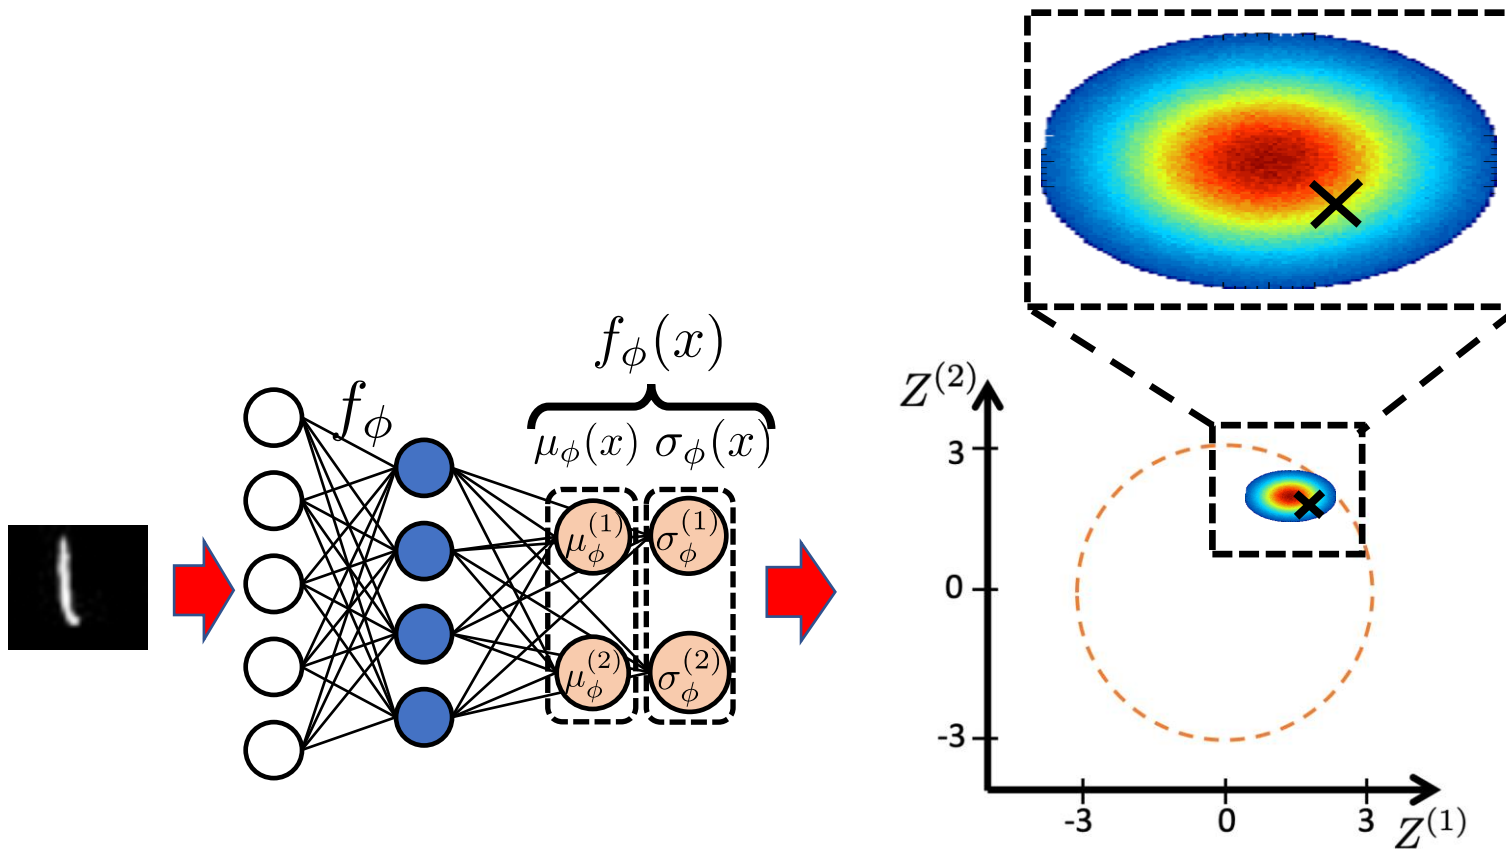 f_ϕ(x)
f_ϕ
μ_ϕ(x) σ_ϕ(x)
μ_ϕ^(1) σ_ϕ^(1)
μ_ϕ^(2) σ_ϕ^(2)
Z^(2)
3
0
-3
-3 0 3
Z^(1)